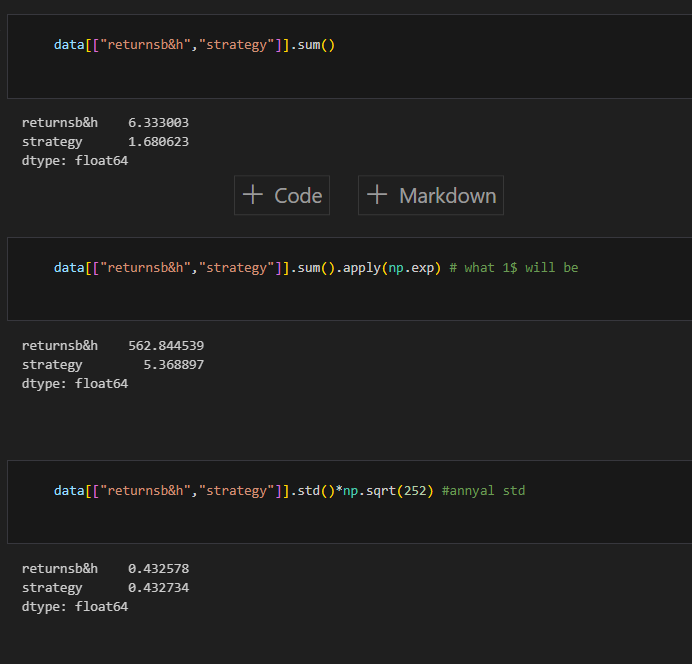 data[["returnsb&h","strategy"]].sum()
returnsb&h    6.333003
strategy      1.680623
dtype: float64
+ Code + Markdown
data[["returnsb&h","strategy"]].sum().apply(np.exp) # what 1$ will be
returnsb&h    562.844539
strategy        5.368897
dtype: float64
data[["returnsb&h","strategy"]].std()*np.sqrt(252) #annyal std
returnsb&h    0.432578
strategy      0.432734
dtype: float64